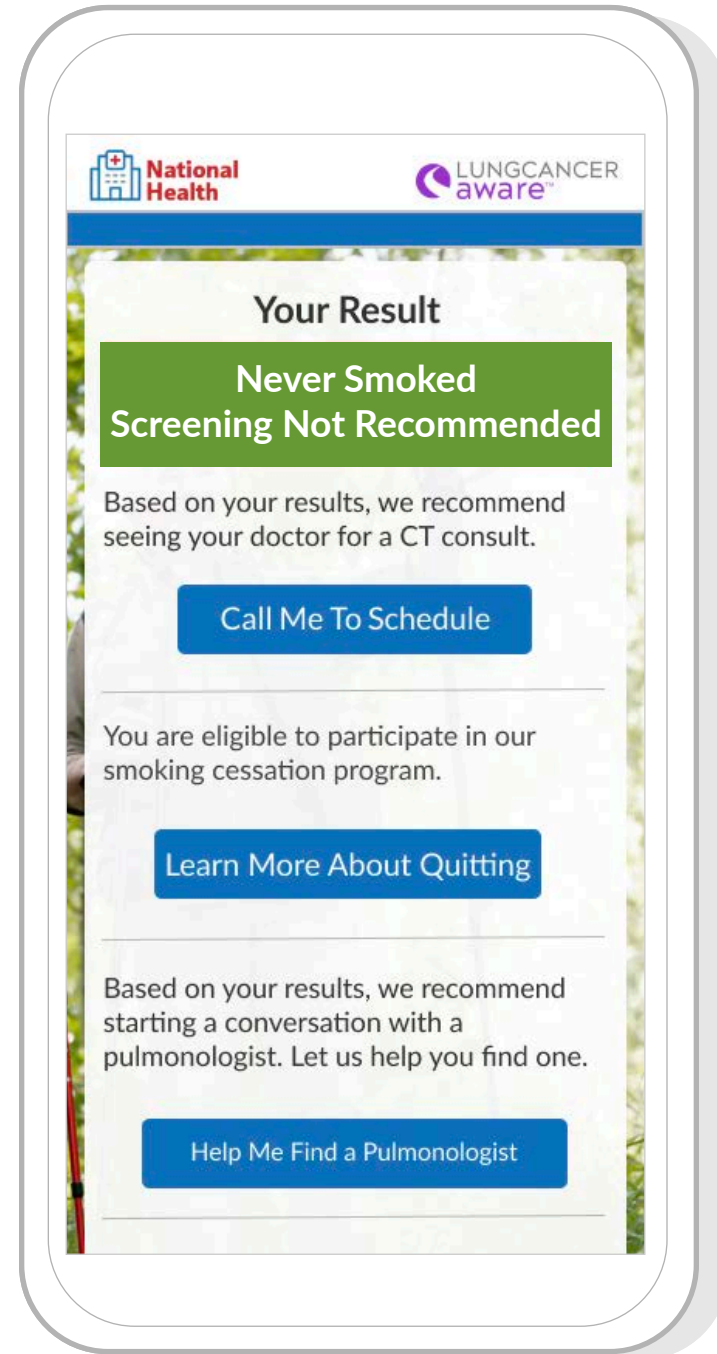 National
Health
LUNGCANCER
aware™
Your Result
Never Smoked
Screening Not Recommended
Based on your results, we recommend
seeing your doctor for a CT consult.
Call Me To Schedule
You are eligible to participate in our
smoking cessation program.
Learn More About Quitting
Based on your results, we recommend
starting a conversation with a
pulmonologist. Let us help you find one.
Help Me Find a Pulmonologist